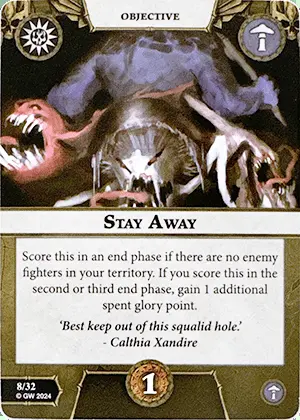 OBJECTIVE
STAY AWAY
Score this in an end phase if there are no enemy
fighters in your territory. If you score this in the
second or third end phase, gain 1 additional
spent glory point.
'Best keep out of this squalid hole.'
- Calthia Xandire
8/32
© GW 2024
1